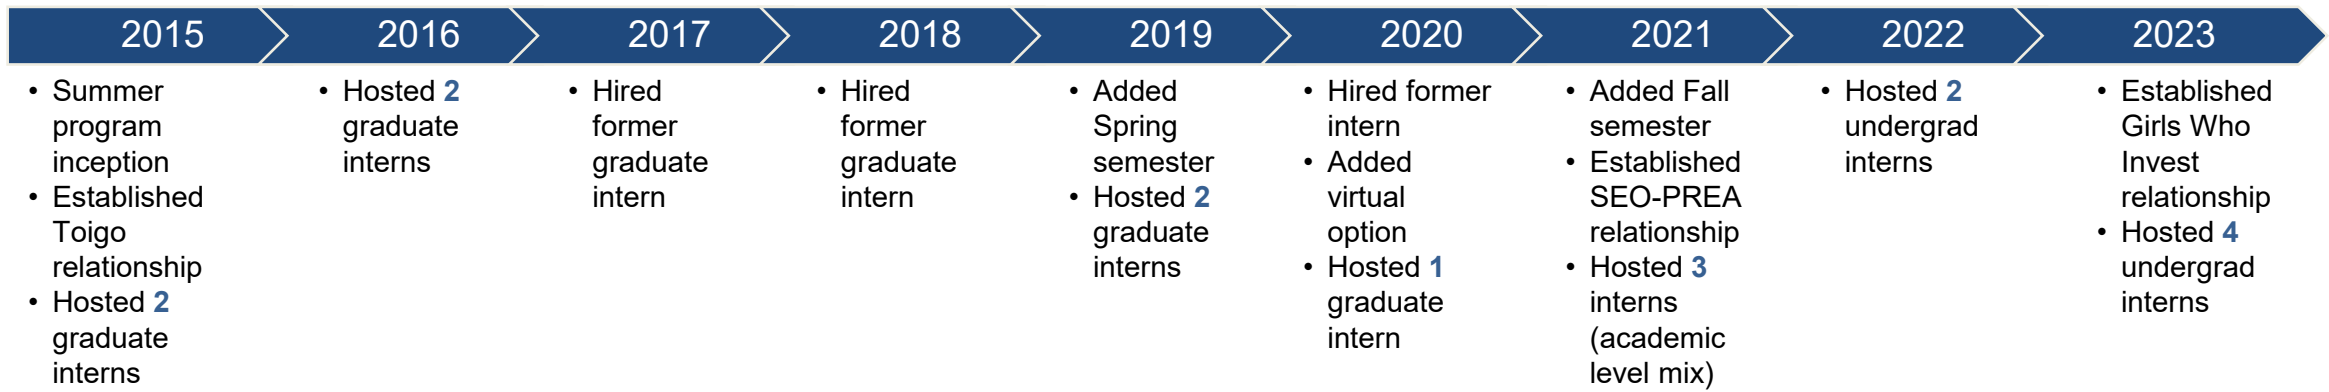 2015 2016 2017 2018 2019 2020 2021 2022 2023
• Summer
program
inception
• Established
Toigo
relationship
• Hosted 2
graduate
interns
• Hosted 2
graduate
interns
• Hired
former
graduate
intern
• Hired
former
graduate
intern
• Added
Spring
semester
• Hosted 2
graduate
interns
• Hired former
intern
• Added
virtual
option
• Hosted 1
graduate
intern
• Added Fall
semester
• Established
SEO-PREA
relationship
• Hosted 3
interns
(academic
level mix)
• Hosted 2
undergrad
interns
• Established
Girls Who
Invest
relationship
• Hosted 4
undergrad
interns